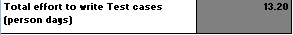 Total effort to write Test cases 13.20
(person days)